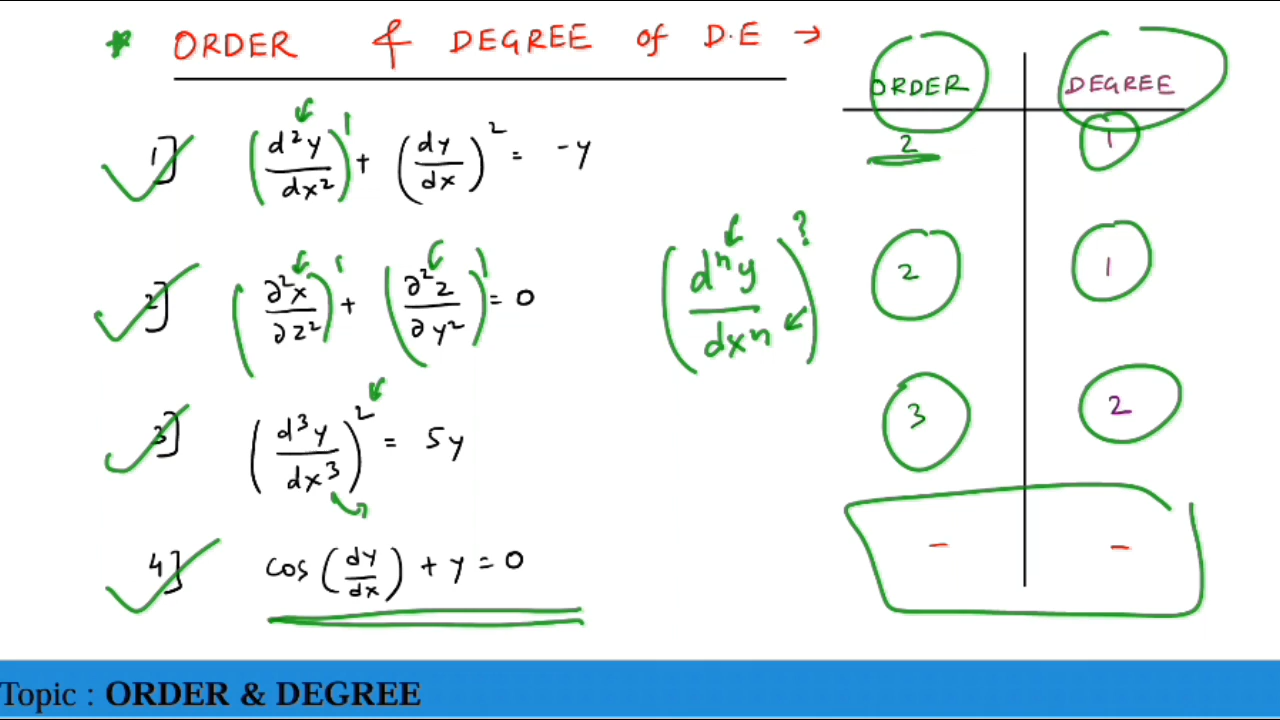 * ORDER & DEGREE of D.E →
ORDER DEGREE
1] (d²y/dx²)¹ + (dy/dx)² = -y 2 1
2] (∂²x/∂z²)¹ + (∂²z/∂y²)¹ = 0 (dⁿy/dxⁿ)^? 2 1
3] (d³y/dx³)² = 5y 3 2
4] cos(dy/dx) + y = 0 - -
Topic : ORDER & DEGREE